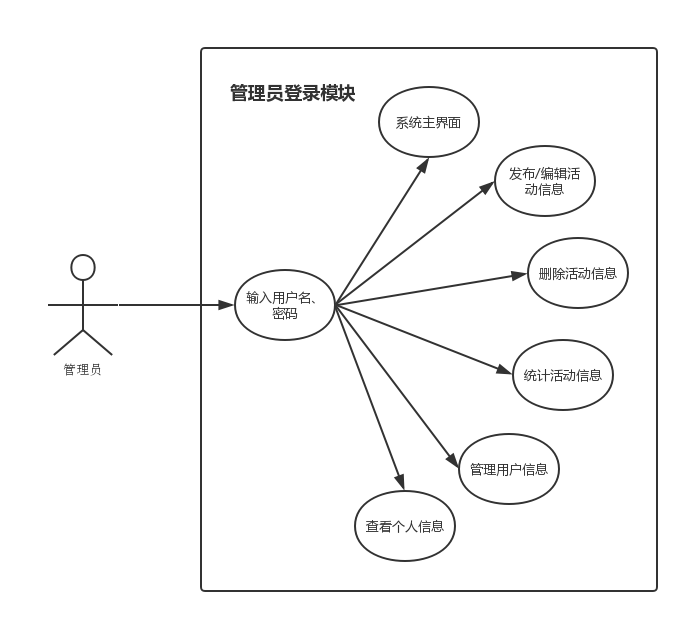 管理员登录模块
系统主界面
发布/编辑活
动信息
删除活动信息
输入用户名、
密码
管理员
统计活动信息
管理用户信息
查看个人信息